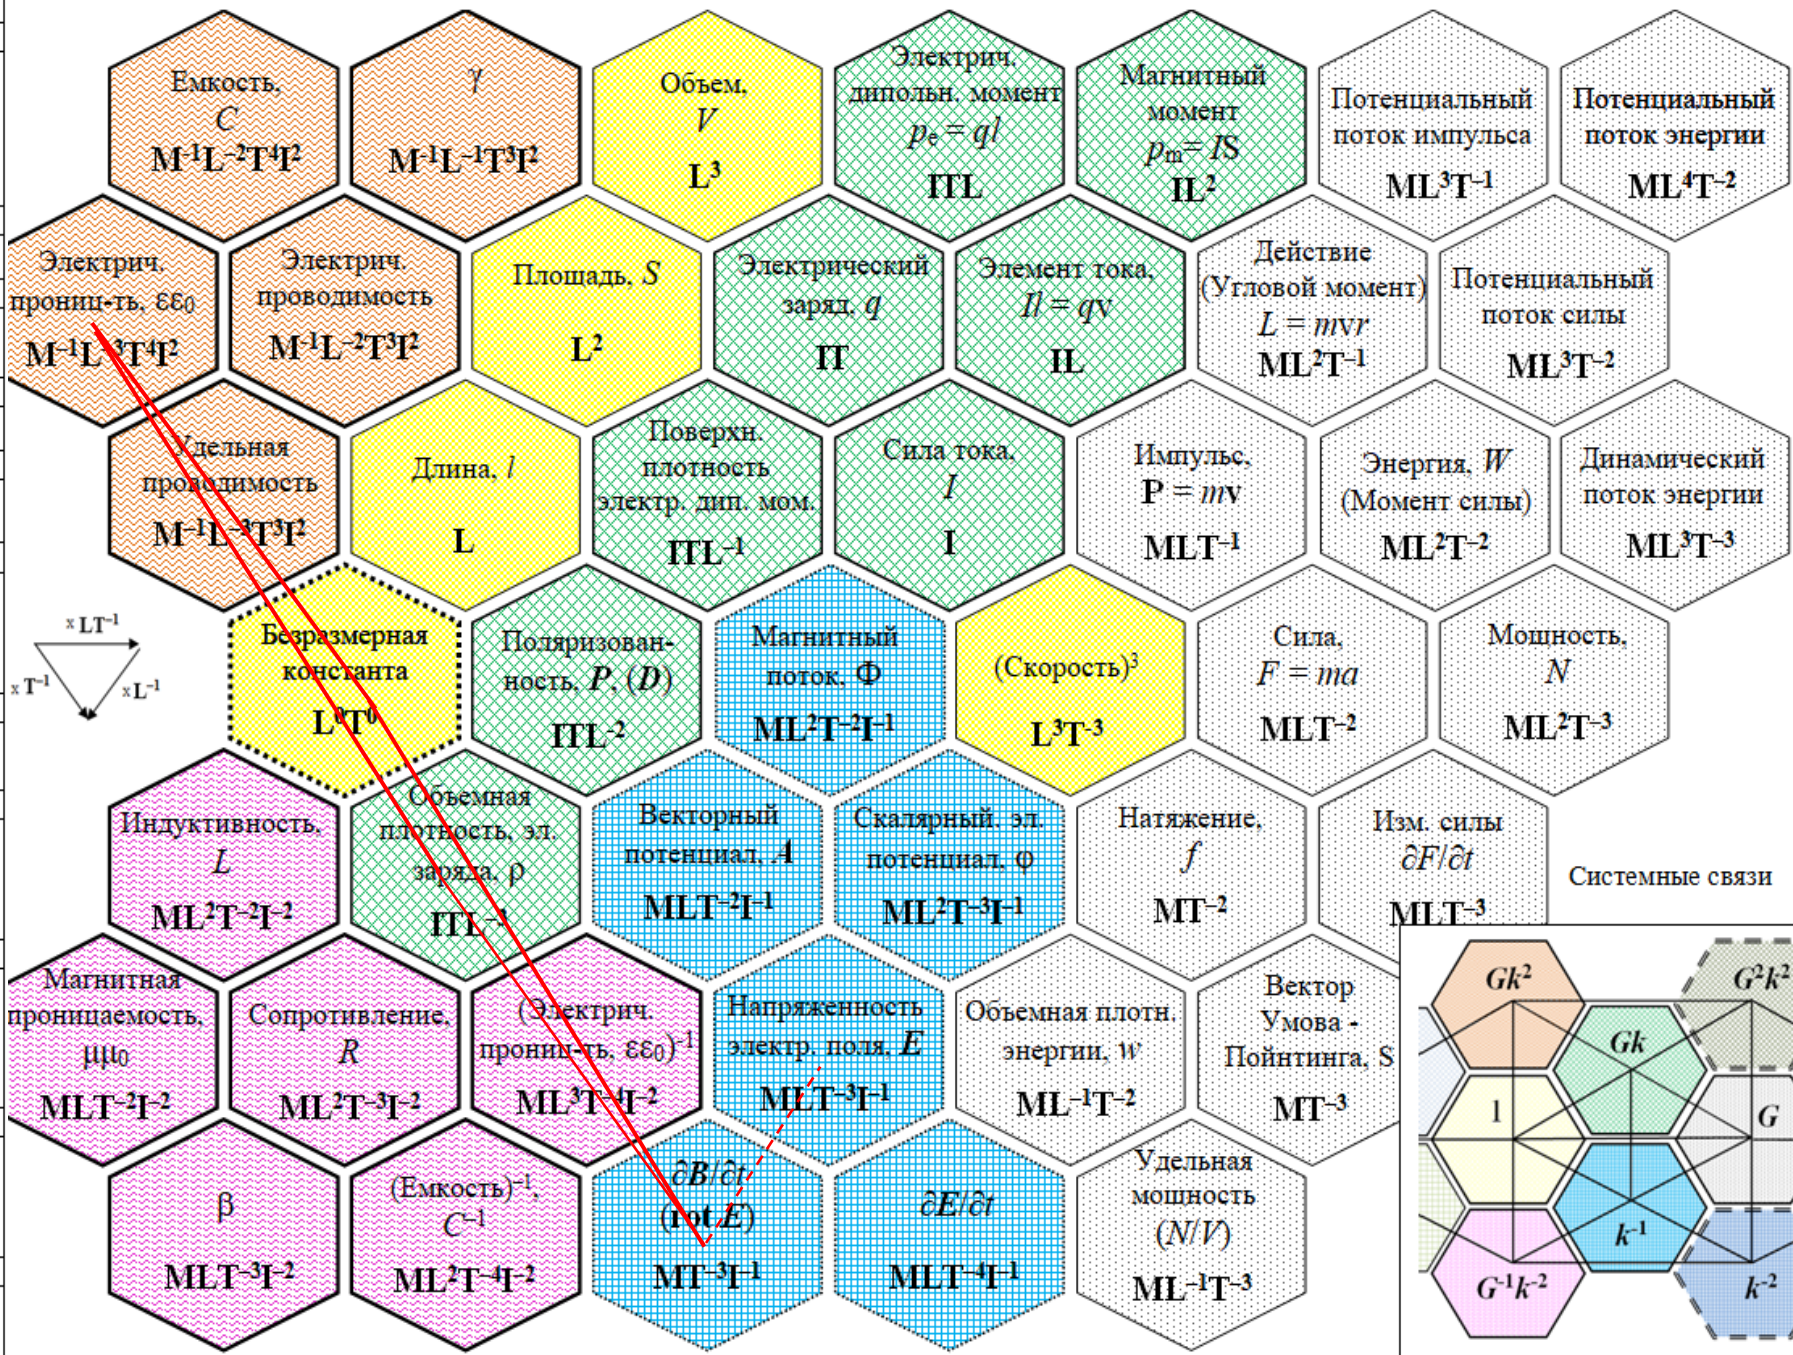 Емкость,
C
M⁻¹L⁻²T⁴I²
γ
M⁻¹L⁻¹T³I²
Объем,
V
L³
Электрич.
дипольн. момент
pₑ = ql
ITL
Магнитный
момент
pₘ= IS
IL²
Потенциальный
поток импульса
ML³T⁻¹
Потенциальный
поток энергии
ML⁴T⁻²
Электрич.
прониц-ть, εε₀
M⁻¹L⁻³T⁴I²
Электрич.
проводимость
M⁻¹L⁻²T³I²
Площадь, S
L²
Электрический
заряд, q
IT
Элемент тока,
Il = qv
IL
Действие
(Угловой момент)
L = mvr
ML²T⁻¹
Потенциальный
поток силы
ML³T⁻²
Удельная
проводимость
M⁻¹L⁻³T³I²
Длина, l
L
Поверхн.
плотность
электр. дип. мом.
ITL⁻¹
Сила тока,
I
I
Импульс,
P = mv
MLT⁻¹
Энергия, W
(Момент силы)
ML²T⁻²
Динамический
поток энергии
ML³T⁻³
x LT⁻¹
x T⁻¹
x L⁻¹
Безразмерная
константа
L⁰T⁰
Поляризован-
ность, P, (D)
ITL⁻²
Магнитный
поток, Φ
ML²T⁻²I⁻¹
(Скорость)³
L³T⁻³
Сила,
F = ma
MLT⁻²
Мощность,
N
ML²T⁻³
Индуктивность,
L
ML²T⁻²I⁻²
Объемная
плотность, эл.
заряда, ρ
ITL⁻³
Векторный
потенциал, A
MLT⁻²I⁻¹
Скалярный. эл.
потенциал, φ
ML²T⁻³I⁻¹
Натяжение,
f
MT⁻²
Изм. силы
∂F/∂t
MLT⁻³
Системные связи
Магнитная
проницаемость,
μμ₀
MLT⁻²I⁻²
Сопротивление,
R
ML²T⁻³I⁻²
(Электрич.
прониц-ть, εε₀)⁻¹
ML³T⁻⁴I⁻²
Напряженность
электр. поля, E
MLT⁻³I⁻¹
Объемная плотн.
энергии, w
ML⁻¹T⁻²
Вектор
Умова -
Пойнтинга, S
MT⁻³
β
MLT⁻³I⁻²
(Емкость)⁻¹,
C⁻¹
ML²T⁻⁴I⁻²
∂B/∂t
(rot E)
MT⁻³I⁻¹
∂E/∂t
MLT⁻⁴I⁻¹
Удельная
мощность
(N/V)
ML⁻¹T⁻³
Gk²
G²k²
Gk
1
G
k⁻¹
G⁻¹k⁻²
k⁻²